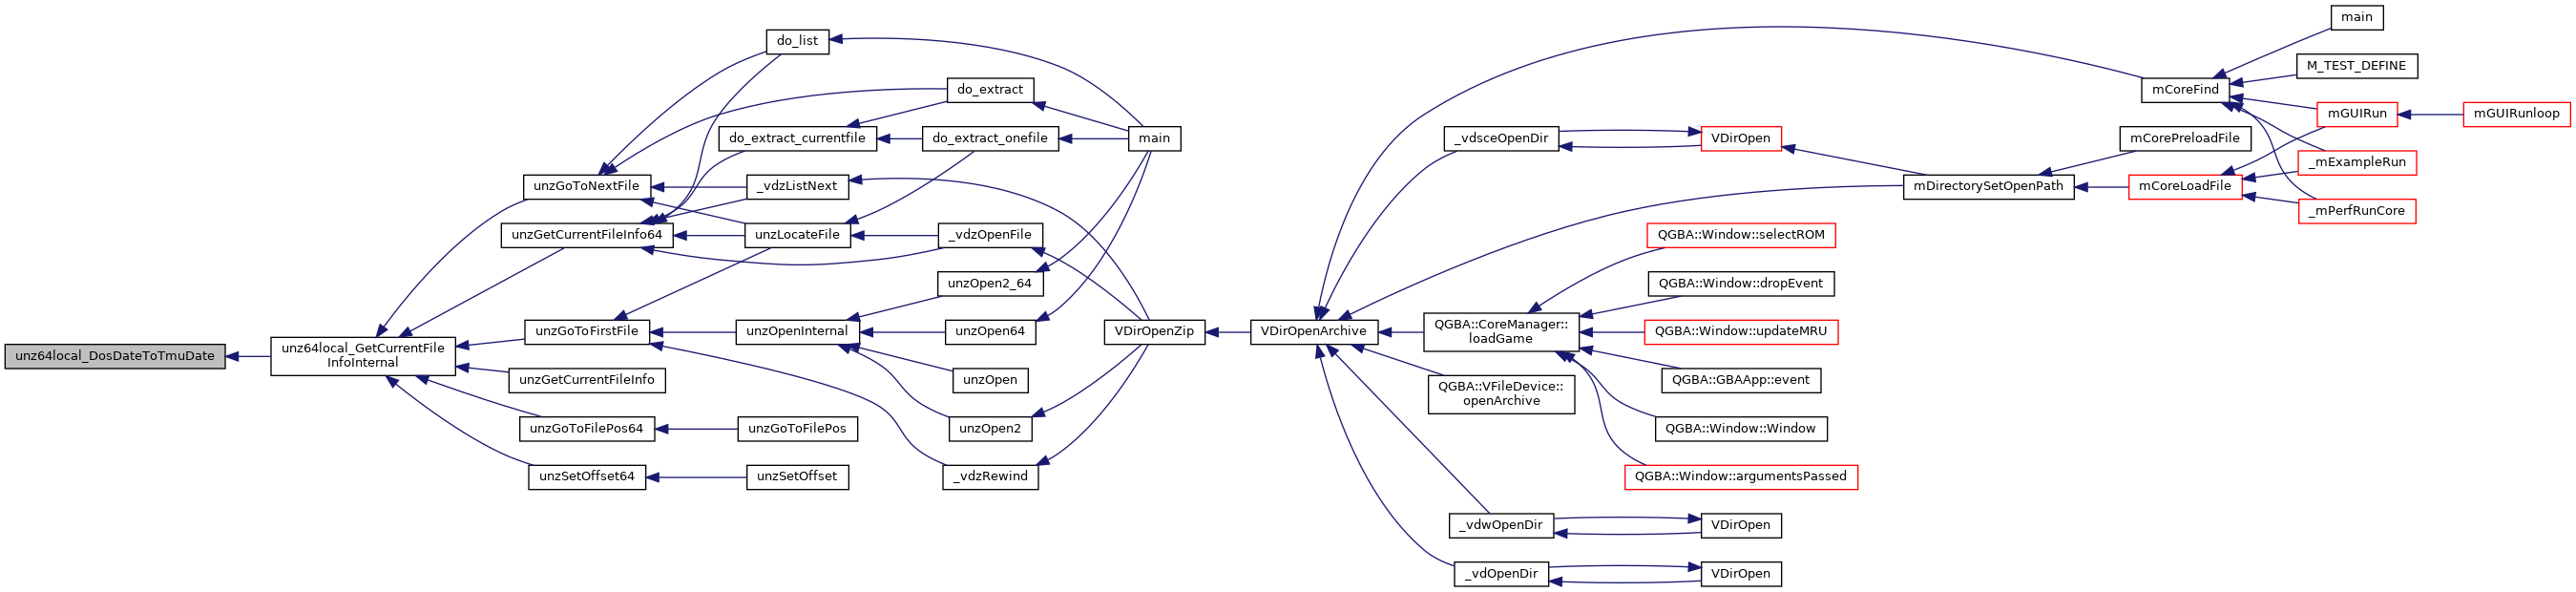 unz64local_DosDateToTmuDate
unz64local_GetCurrentFile
InfoInternal
unzGoToNextFile
unzGetCurrentFileInfo64
unzGoToFirstFile
unzGetCurrentFileInfo
unzGoToFilePos64
unzSetOffset64
do_list
do_extract_currentfile
_vdzListNext
unzLocateFile
unzOpenInternal
unzGoToFilePos
unzSetOffset
do_extract
do_extract_onefile
_vdzOpenFile
unzOpen2_64
unzOpen64
unzOpen
unzOpen2
_vdzRewind
main
VDirOpenZip
VDirOpenArchive
_vdsceOpenDir
QGBA::CoreManager::
loadGame
QGBA::VFileDevice::
openArchive
_vdwOpenDir
_vdOpenDir
VDirOpen
QGBA::Window::selectROM
QGBA::Window::dropEvent
QGBA::Window::updateMRU
QGBA::GBAApp::event
QGBA::Window::Window
QGBA::Window::argumentsPassed
VDirOpen
VDirOpen
mDirectorySetOpenPath
mCoreFind
mCorePreloadFile
mCoreLoadFile
main
M_TEST_DEFINE
mGUIRun
_mExampleRun
_mPerfRunCore
mGUIRunloop